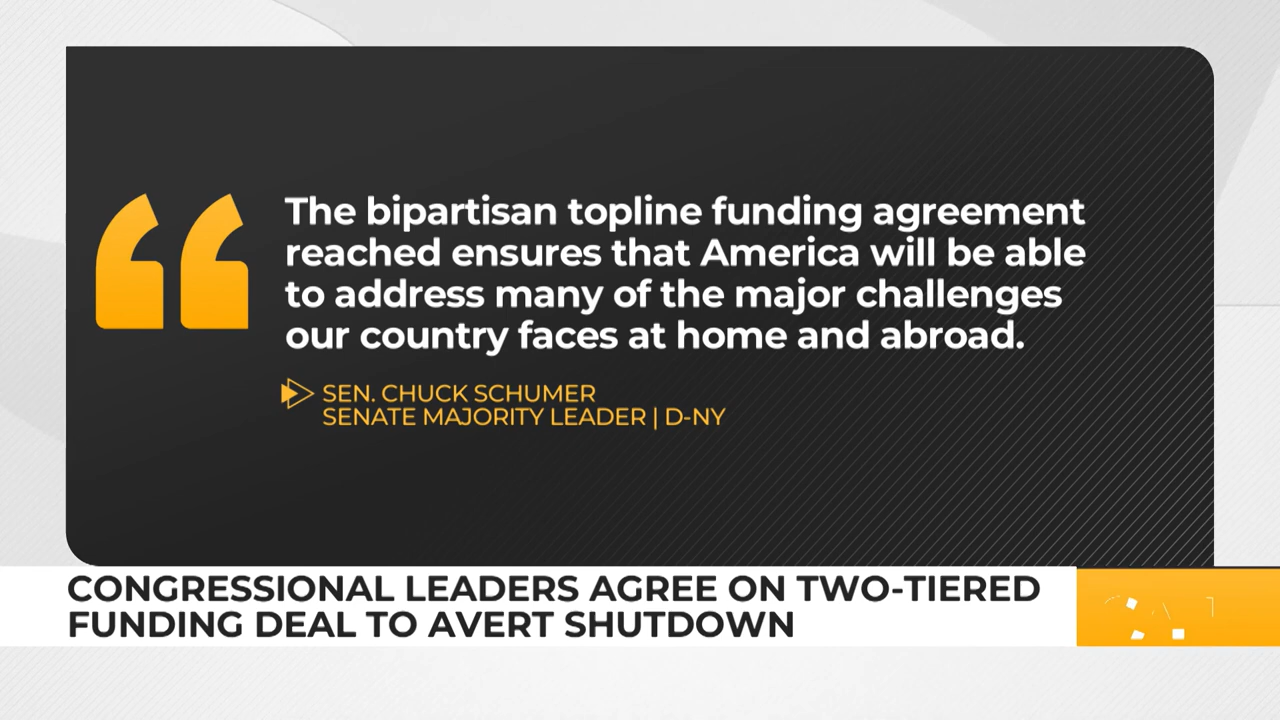 The bipartisan topline funding agreement
reached ensures that America will be able
to address many of the major challenges
our country faces at home and abroad.
SEN. CHUCK SCHUMER
SENATE MAJORITY LEADER | D-NY
CONGRESSIONAL LEADERS AGREE ON TWO-TIERED
FUNDING DEAL TO AVERT SHUTDOWN